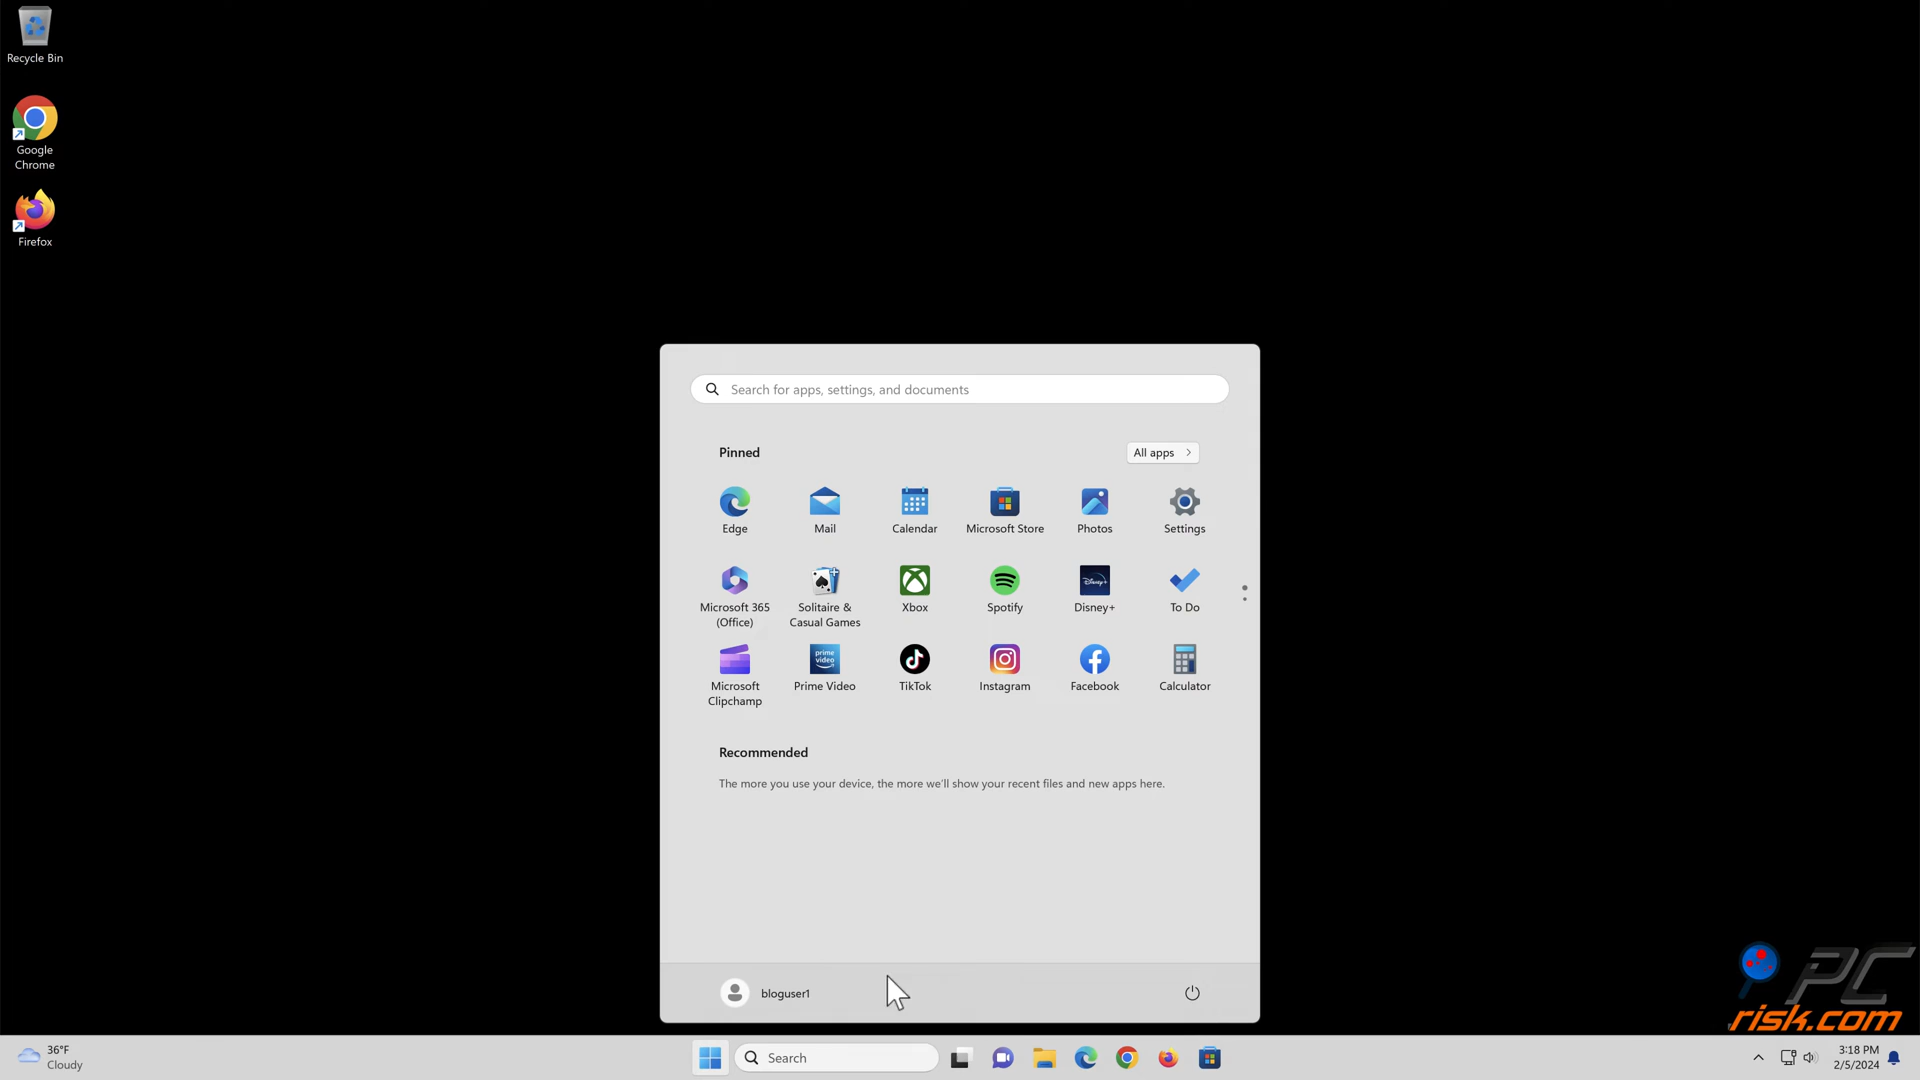 Recycle Bin
Google
Chrome
Firefox
Search for apps, settings, and documents
Pinned
All apps
Edge
Mail
Calendar
Microsoft Store
Photos
Settings
Microsoft 365
(Office)
Solitaire &
Casual Games
Xbox
Spotify
Disney+
Disney+
To Do
Microsoft
Clipchamp
prime
video
Prime Video
TikTok
Instagram
Facebook
Calculator
Recommended
The more you use your device, the more we'll show your recent files and new apps here.
bloguser1
PC
risk.com
36°F
Cloudy
Search
3:18 PM
2/5/2024